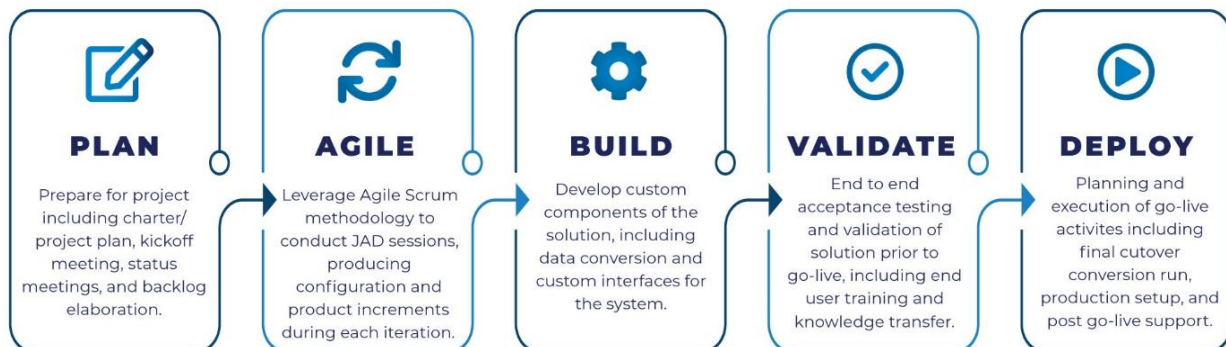 PLAN
Prepare for project
including charter/
project plan, kickoff
meeting, status
meetings, and backlog
elaboration.
AGILE
Leverage Agile Scrum
methodology to
conduct JAD sessions,
producing
configuration and
product increments
during each iteration.
BUILD
Develop custom
components of the
solution, including
data conversion and
custom interfaces for
the system.
VALIDATE
End to end
acceptance testing
and validation of
solution prior to
go-live, including end
user training and
knowledge transfer.
DEPLOY
Planning and
execution of go-live
activites including
final cutover
conversion run,
production setup, and
post go-live support.